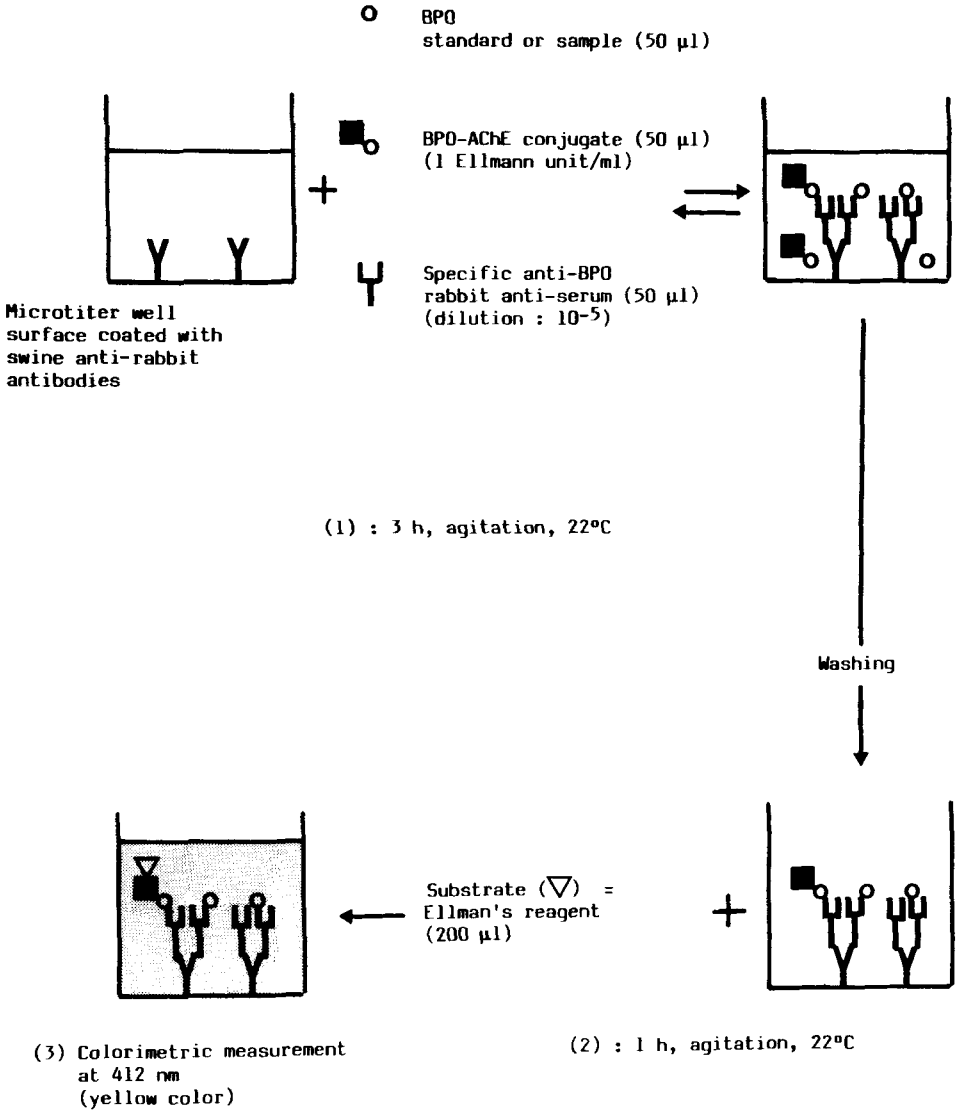 BPO
standard or sample (50 µl)
BPO-AChE conjugate (50 µl)
(1 Ellmann unit/ml)
Specific anti-BPO
rabbit anti-serum (50 µl)
(dilution : 10-5)
Microtiter well
surface coated with
swine anti-rabbit
antibodies
(1) : 3 h, agitation, 22ºC
Washing
Substrate (▽) =
Ellman's reagent
(200 µl)
(2) : 1 h, agitation, 22ºC
(3) Colorimetric measurement
at 412 nm
(yellow color)